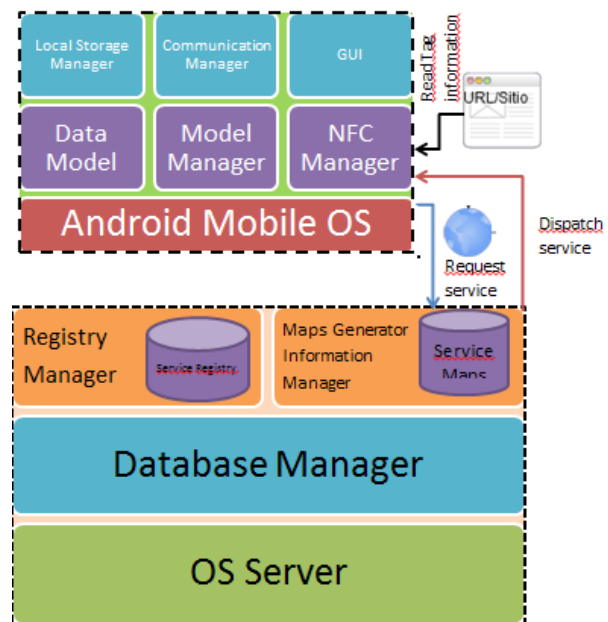 Local Storage
Manager
Communication
Manager
GUI
Read Tag
information
URL/Sitio
Data
Model
Model
Manager
NFC
Manager
Android Mobile OS
Dispatch
service
Request
service
Registry
Manager
Service Registry
Maps Generator
Information
Manager
Service
Maps
Database Manager
OS Server